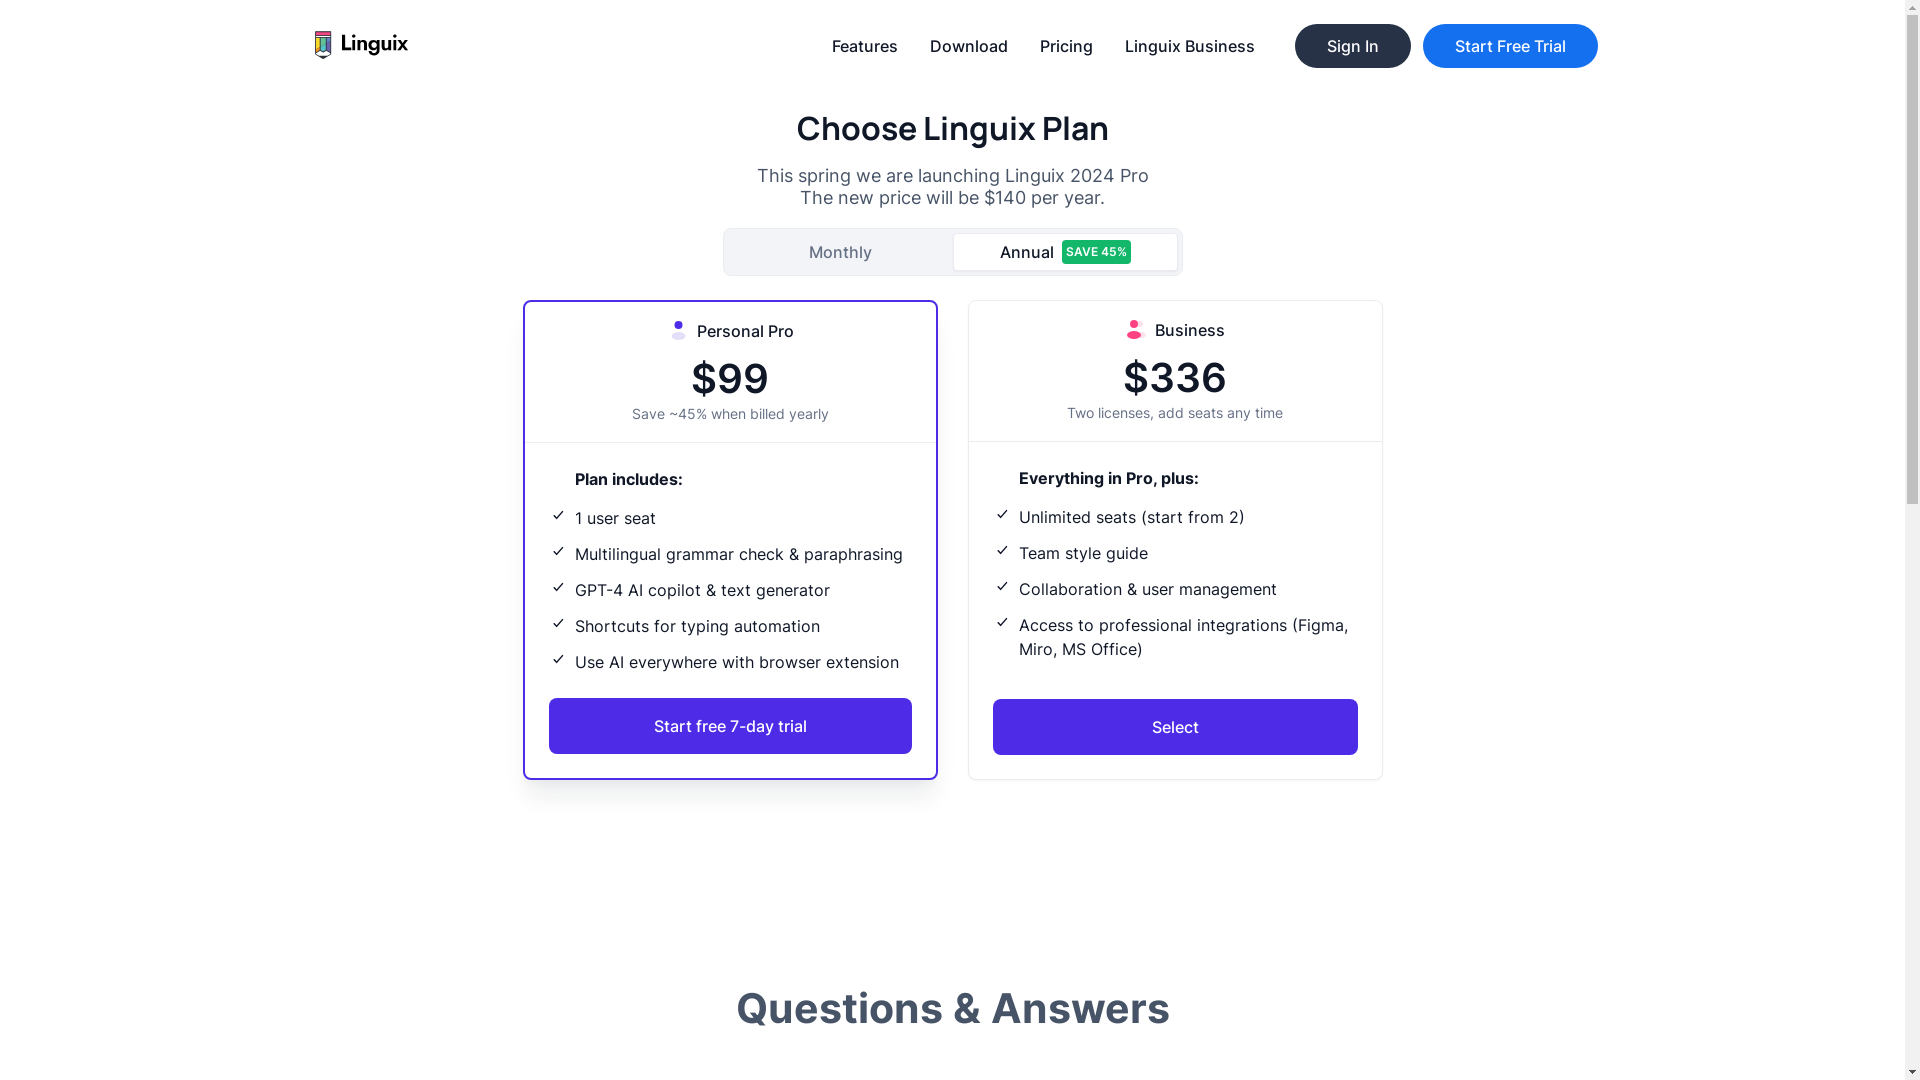 Linguix
Features
Download
Pricing
Linguix Business
Sign In
Start Free Trial
Choose Linguix Plan
This spring we are launching Linguix 2024 Pro
The new price will be $140 per year.
Monthly
Annual SAVE 45%
Personal Pro
$99
Save ~45% when billed yearly
Plan includes:
1 user seat
Multilingual grammar check & paraphrasing
GPT-4 AI copilot & text generator
Shortcuts for typing automation
Use AI everywhere with browser extension
Start free 7-day trial
Business
$336
Two licenses, add seats any time
Everything in Pro, plus:
Unlimited seats (start from 2)
Team style guide
Collaboration & user management
Access to professional integrations (Figma,
Miro, MS Office)
Select
Questions & Answers